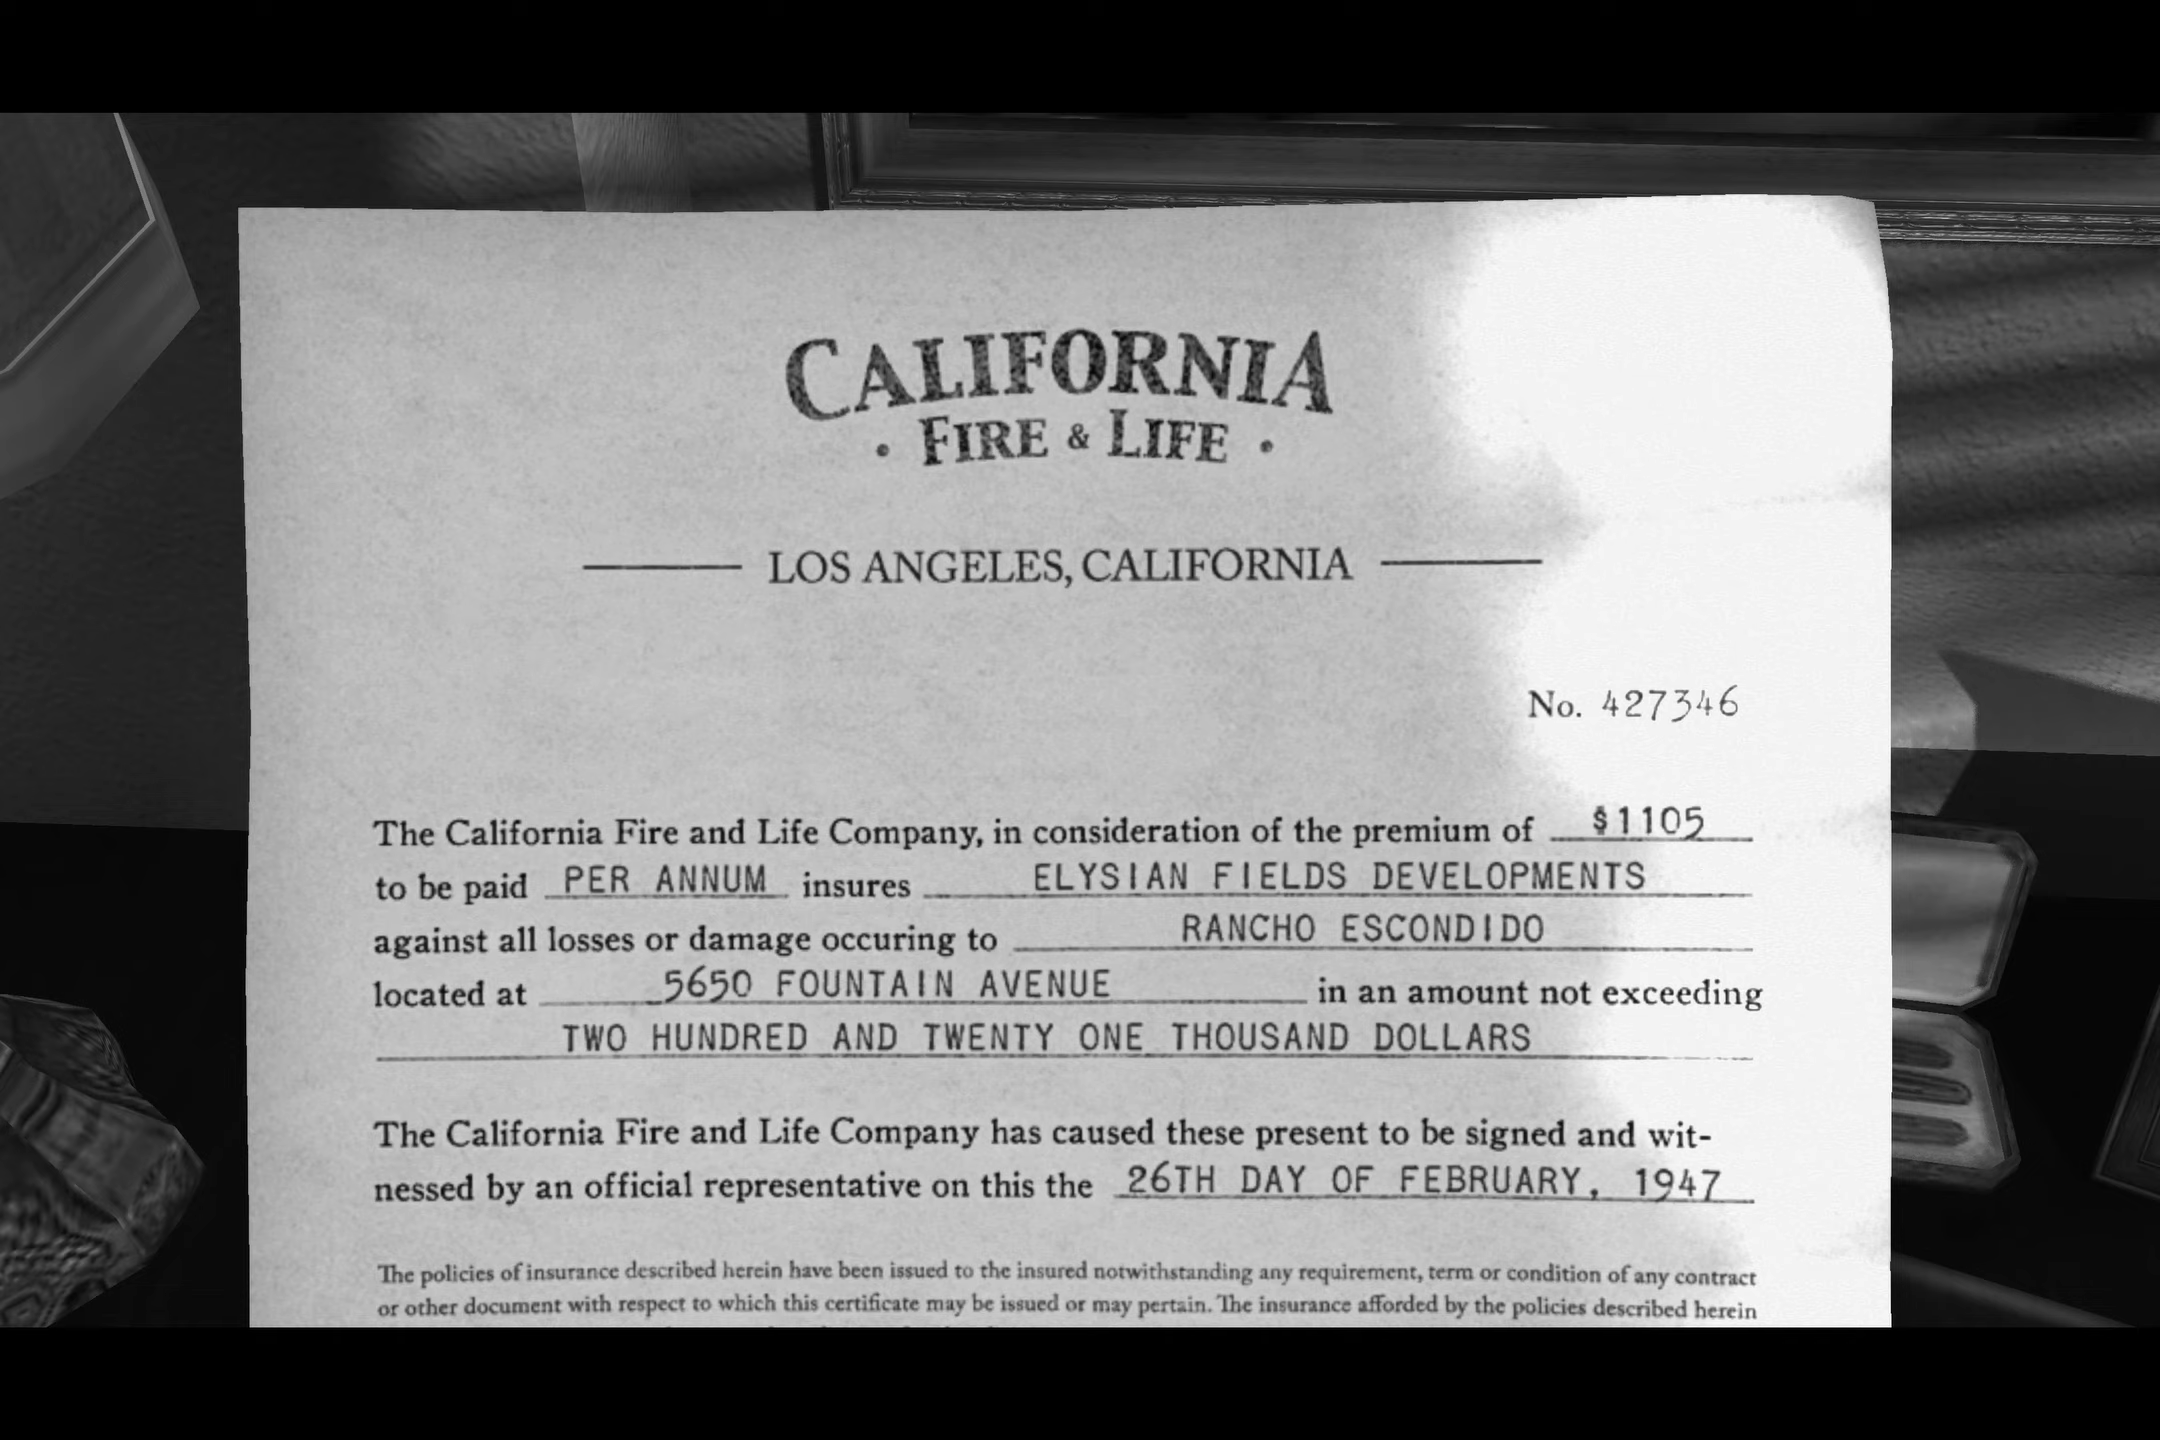 CALIFORNIA
• FIRE & LIFE •
LOS ANGELES, CALIFORNIA
No. 427346
The California Fire and Life Company, in consideration of the premium of $1105
to be paid PER ANNUM insures ELYSIAN FIELDS DEVELOPMENTS
against all losses or damage occuring to RANCHO ESCONDIDO
located at 5650 FOUNTAIN AVENUE in an amount not exceeding
TWO HUNDRED AND TWENTY ONE THOUSAND DOLLARS
The California Fire and Life Company has caused these present to be signed and wit-
nessed by an official representative on this the 26TH DAY OF FEBRUARY, 1947
The policies of insurance described herein have been issued to the insured notwithstanding any requirement, term or condition of any contract
or other document with respect to which this certificate may be issued or may pertain. The insurance afforded by the policies described herein